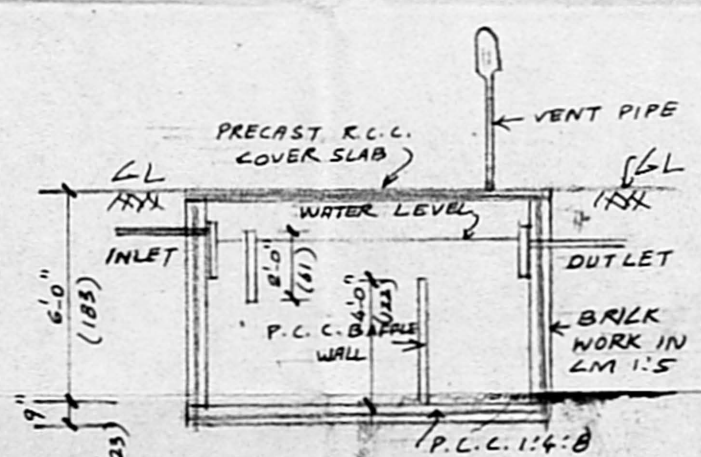 VENT PIPE
PRECAST R.C.C.
COVER SLAB
GL
GL
WATER LEVEL
INLET
OUTLET
2'-0"
(61)
6'-0"
(183)
4'-0"
(122)
P.C.C. BAFFLE
WALL
BRICK
WORK IN
CM 1:5
9"
23)
P.C.C. 1:4:8